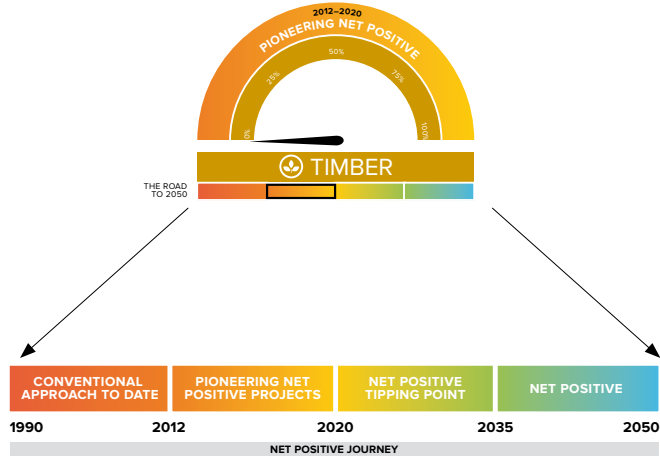 2012–2020
PIONEERING NET POSITIVE
0%
25%
50%
75%
100%
TIMBER
THE ROAD
TO 2050
CONVENTIONAL
APPROACH TO DATE
PIONEERING NET
POSITIVE PROJECTS
NET POSITIVE
TIPPING POINT
NET POSITIVE
1990
2012
2020
2035
2050
NET POSITIVE JOURNEY